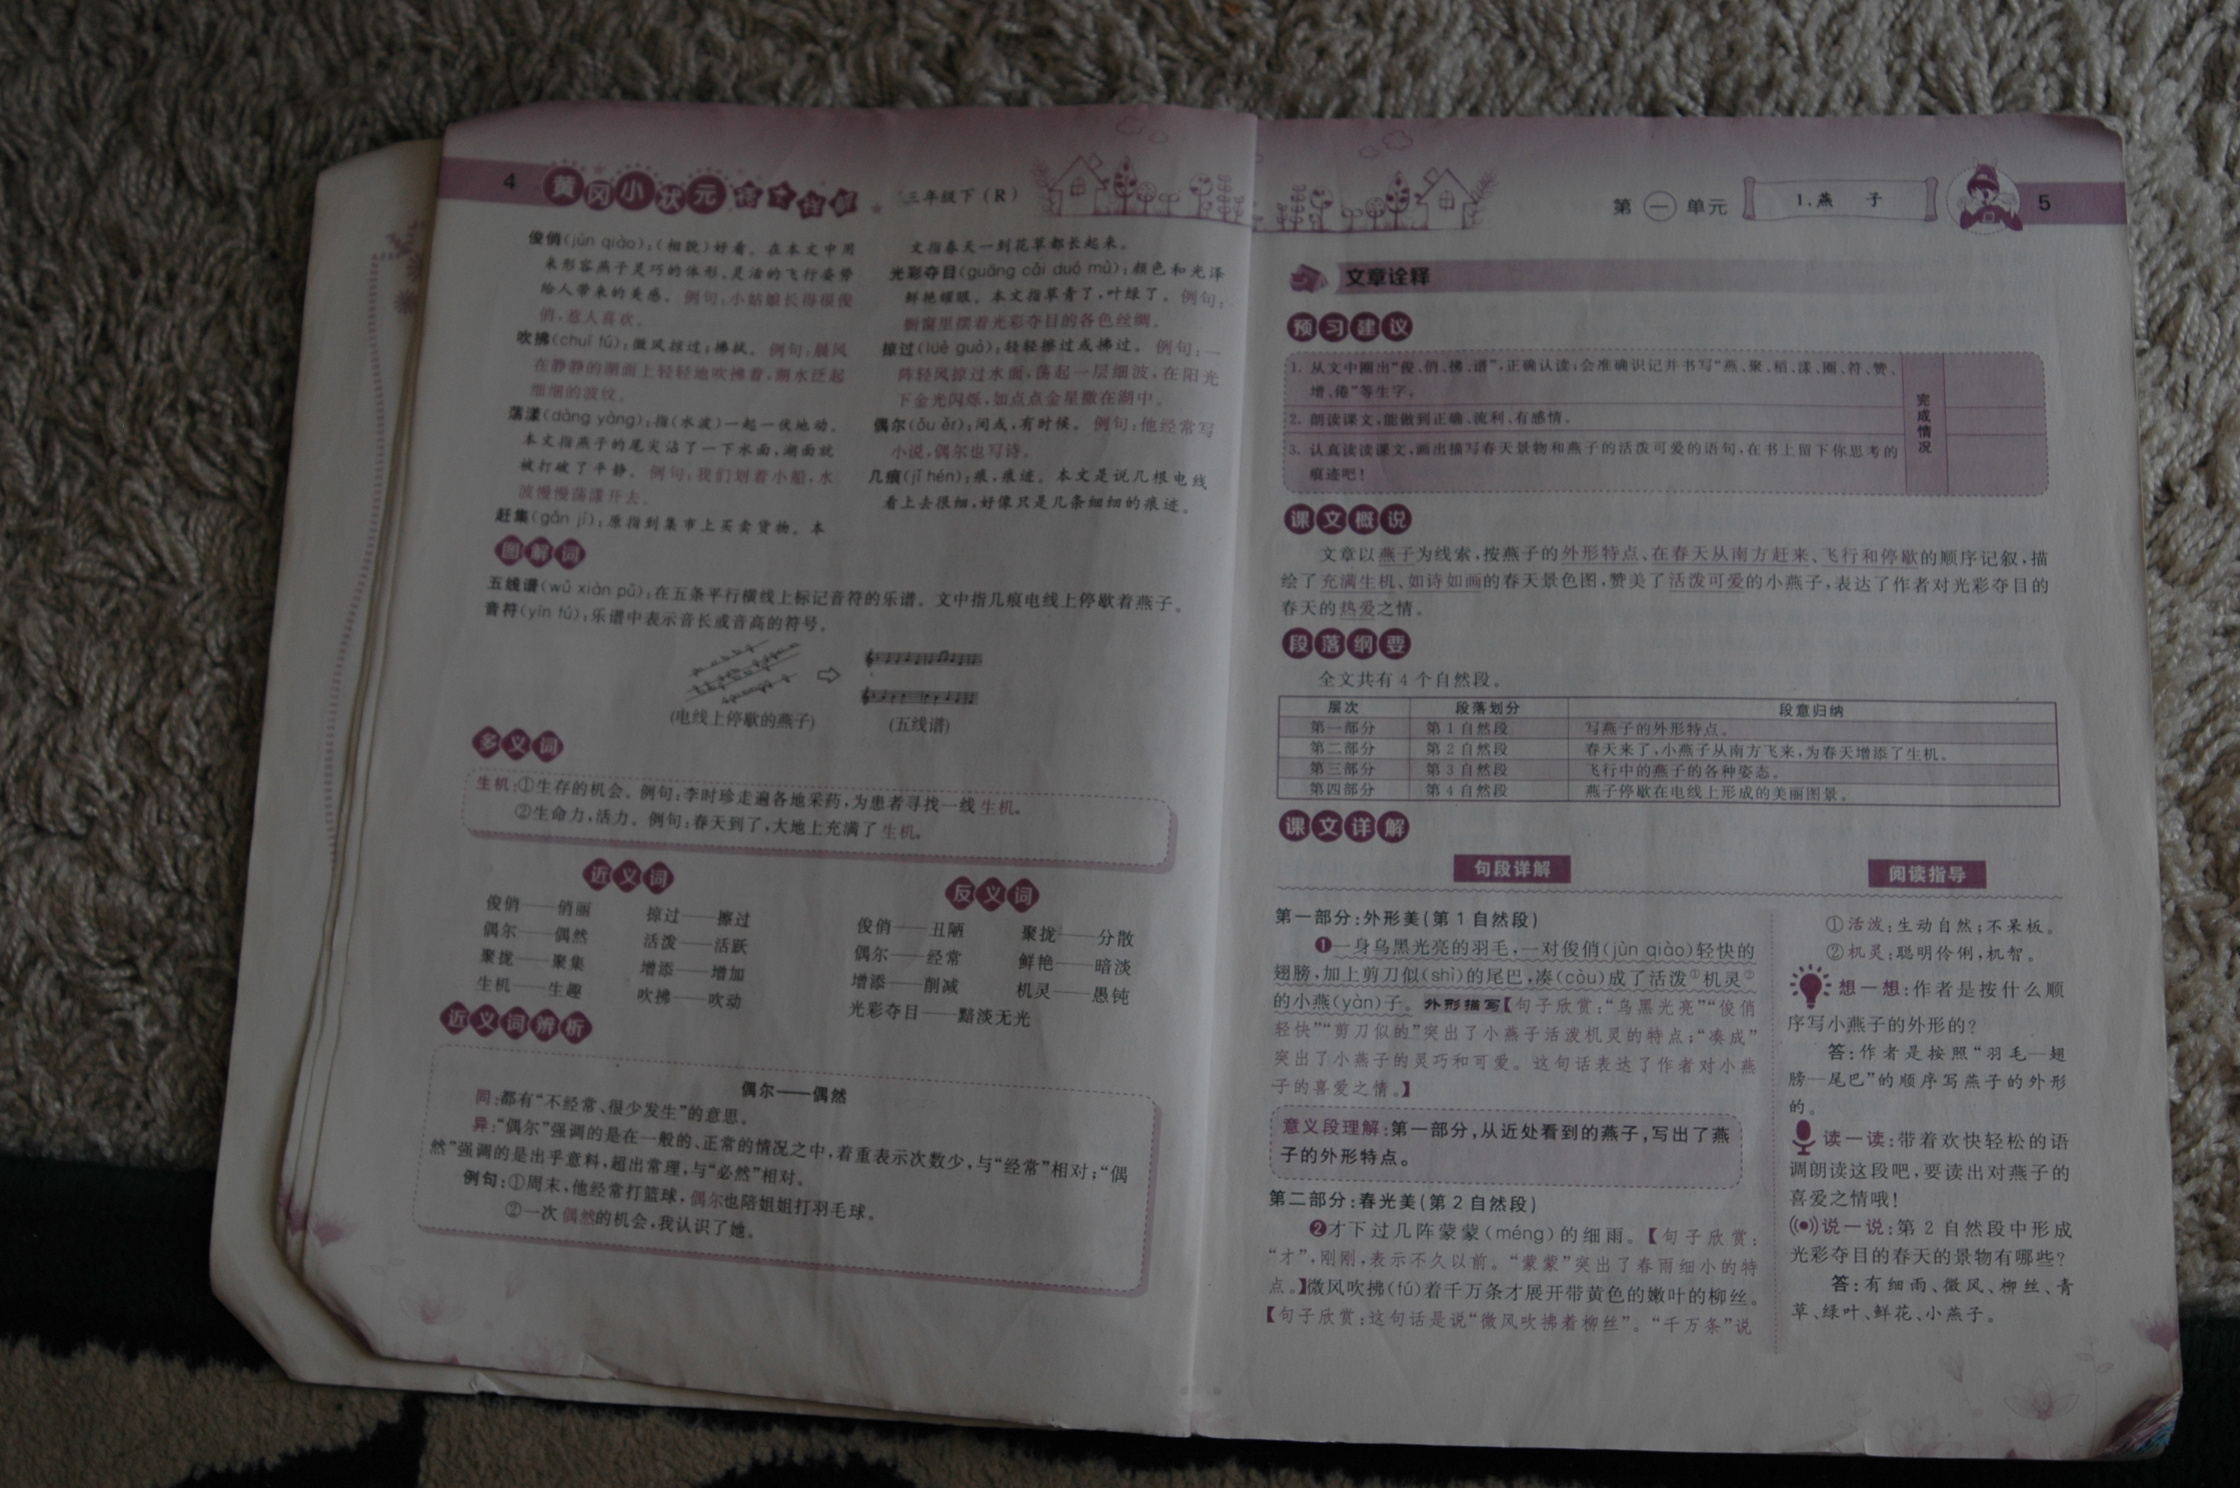 4 黄冈小状元 三年级下(R)
俊俏(jùn qiào):(相貌)好看。在本文中用
来形容燕子灵巧的体形、灵活的飞行姿势
给人带来的美感。例句:小姑娘长得很俊
俏,惹人喜欢。
吹拂(chuī fú):(微风)掠过;拂拭。例句:晨风
在静静的湖面上轻轻地吹拂着,湖水泛起
细细的波纹。
荡漾(dàng yàng):指(水波)一起一伏地动。
本文指燕子的尾尖沾了一下水面,湖面就
被打破了平静。例句:我们划着小船,水
波慢慢荡漾开去。
赶集(gǎn jí):原指到集市上买卖货物。本
文指春天一到花草都长起来。
光彩夺目(guāng cǎi duó mù):颜色和光泽
鲜艳耀眼。本文指草青了,叶绿了。例句:
橱窗里摆着光彩夺目的各色丝绸。
掠过(lüè guò):轻轻擦过或拂过。例句:一
阵轻风掠过水面,荡起一层细波,在阳光
下金光闪烁,如点点金星撒在湖中。
偶尔(ǒu ěr):间或,有时候。例句:他经常写
小说,偶尔也写诗。
几痕(jǐ hén):痕,痕迹。本文是说几根电线
看上去很细,好像只是几条细细的痕迹。
图解词
五线谱(wǔ xiàn pǔ):在五条平行横线上标记音符的乐谱。文中指几痕电线上停歇着燕子。
音符(yīn fú):乐谱中表示音长或音高的符号。
(电线上停歇的燕子)
(五线谱)
多义词
生机:①生存的机会。例句:李时珍走遍各地采药,为患者寻找一线生机。
②生命力,活力。例句:春天到了,大地上充满了生机。
近义词
俊俏——俏丽 掠过——擦过
偶尔——偶然 活泼——活跃
聚拢——聚集 增添——增加
生机——生趣 吹拂——吹动
反义词
俊俏——丑陋 聚拢——分散
偶尔——经常 鲜艳——暗淡
增添——削减 机灵——愚钝
光彩夺目——黯淡无光
近义词辨析
偶尔——偶然
同:都有“不经常、很少发生”的意思。
异:“偶尔”强调的是在一般的、正常的情况之中,着重表示次数少,与“经常”相对;“偶
然”强调的是出乎意料,超出常理,与“必然”相对。
例句:①周末,他经常打篮球,偶尔也陪姐姐打羽毛球。
②一次偶然的机会,我认识了她。
第一单元 1.燕 子 5
文章诠释
预习建议
1. 从文中圈出“俊、俏、拂、谱”,正确认读;会准确识记并书写“燕、聚、稻、漾、圈、符、赞、
增、倦”等生字。
2. 朗读课文,能做到正确、流利、有感情。
3. 认真读读课文,画出描写春天景物和燕子的活泼可爱的语句,在书上留下你思考的
痕迹吧!
完成情况
课文概说
文章以燕子为线索,按燕子的外形特点、在春天从南方赶来、飞行和停歇的顺序记叙,描
绘了充满生机、如诗如画的春天景色图,赞美了活泼可爱的小燕子,表达了作者对光彩夺目的
春天的热爱之情。
段落纲要
全文共有4个自然段。
层次 段落划分 段意归纳
第一部分 第1自然段 写燕子的外形特点。
第二部分 第2自然段 春天来了,小燕子从南方飞来,为春天增添了生机。
第三部分 第3自然段 飞行中的燕子的各种姿态。
第四部分 第4自然段 燕子停歇在电线上形成的美丽图景。
课文详解
句段详解
第一部分:外形美(第1自然段)
❶一身乌黑光亮的羽毛,一对俊俏(jùn qiào)轻快的
翅膀,加上剪刀似(shì)的尾巴,凑(còu)成了活泼①机灵②
的小燕(yàn)子。外形描写【句子欣赏:“乌黑光亮”“俊俏
轻快”“剪刀似的”突出了小燕子活泼机灵的特点;“凑成”
突出了小燕子的灵巧和可爱。这句话表达了作者对小燕
子的喜爱之情。】
意义段理解:第一部分,从近处看到的燕子,写出了燕
子的外形特点。
第二部分:春光美(第2自然段)
❷才下过几阵蒙蒙(méng)的细雨。【句子欣赏:
“才”,刚刚,表示不久以前。“蒙蒙”突出了春雨细小的特
点。】微风吹拂(fú)着千万条才展开带黄色的嫩叶的柳丝。
【句子欣赏:这句话是说“微风吹拂着柳丝”。“千万条”说
阅读指导
①活泼:生动自然;不呆板。
②机灵:聪明伶俐,机智。
想一想:作者是按什么顺
序写小燕子的外形的?
答:作者是按照“羽毛—翅
膀—尾巴”的顺序写燕子的外形
的。
读一读:带着欢快轻松的语
调朗读这段吧,要读出对燕子的
喜爱之情哦!
说一说:第2自然段中形成
光彩夺目的春天的景物有哪些?
答:有细雨、微风、柳丝、青
草、绿叶、鲜花、小燕子。